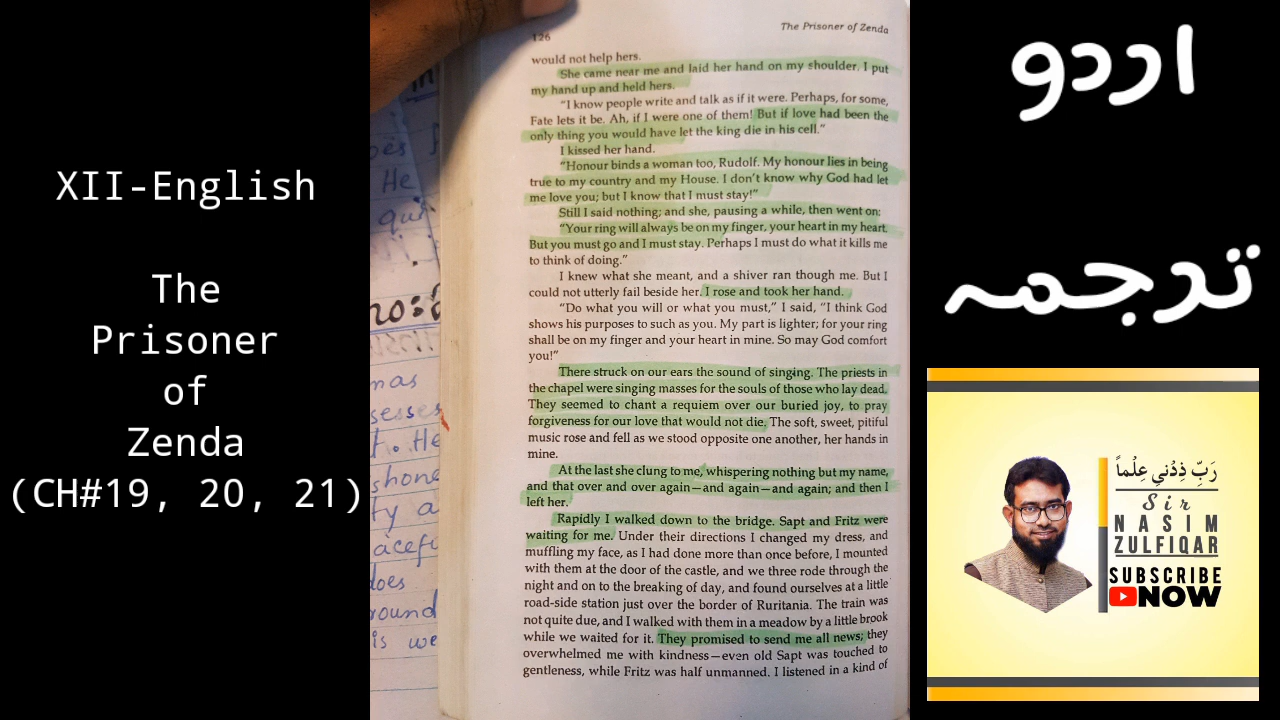 XII-English
The
Prisoner
of
Zenda
(CH#19, 20, 21)
126
The Prisoner of Zenda
would not help hers.
She came near me and laid her hand on my shoulder. I put
my hand up and held hers.
"I know people write and talk as if it were. Perhaps, for some,
Fate lets it be. Ah, if I were one of them! But if love had been the
only thing you would have let the king die in his cell."
I kissed her hand.
"Honour binds a woman too, Rudolf. My honour lies in being
true to my country and my House. I don't know why God had let
me love you; but I know that I must stay!"
Still I said nothing; and she, pausing a while, then went on:
"Your ring will always be on my finger, your heart in my heart.
But you must go and I must stay. Perhaps I must do what it kills me
to think of doing."
I knew what she meant, and a shiver ran though me. But I
could not utterly fail beside her. I rose and took her hand.
"Do what you will or what you must," I said, "I think God
shows his purposes to such as you. My part is lighter; for your ring
shall be on my finger and your heart in mine. So may God comfort
you!"
There struck on our ears the sound of singing. The priests in
the chapel were singing masses for the souls of those who lay dead.
They seemed to chant a requiem over our buried joy, to pray
forgiveness for our love that would not die. The soft, sweet, pitiful
music rose and fell as we stood opposite one another, her hands in
mine.
At the last she clung to me, whispering nothing but my name,
and that over and over again—and again—and again; and then I
left her.
Rapidly I walked down to the bridge. Sapt and Fritz were
waiting for me. Under their directions I changed my dress, and
muffling my face, as I had done more than once before, I mounted
with them at the door of the castle, and we three rode through the
night and on to the breaking of day, and found ourselves at a little
road-side station just over the border of Ruritania. The train was
not quite due, and I walked with them in a meadow by a little brook
while we waited for it. They promised to send me all news; they
overwhelmed me with kindness—even old Sapt was touched to
gentleness, while Fritz was half unmanned. I listened in a kind of
He
mas
sesses
t. He
shone
ty a
acefu
does
round
is we
اردو
ترجمہ
رَبِّ زِدْنِي عِلْماً
Sir
NASIM
ZULFIQAR
SUBSCRIBE
NOW